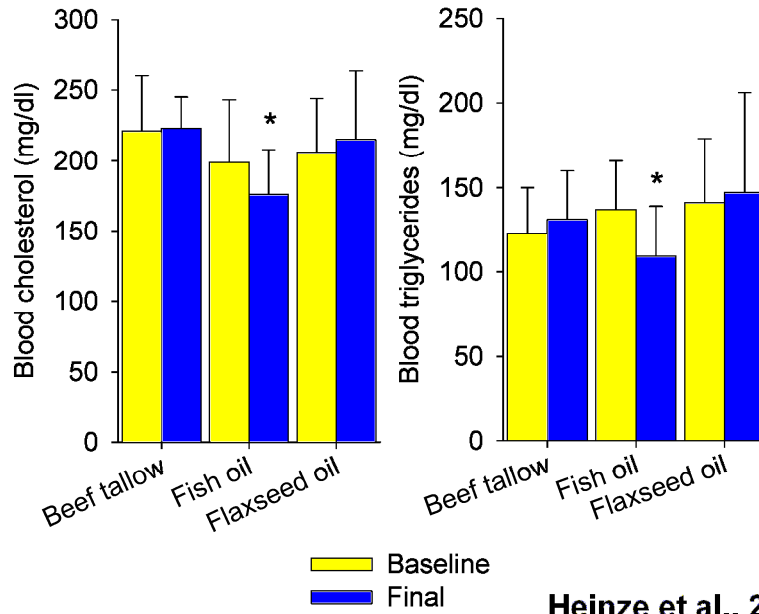 Blood cholesterol (mg/dl)
300
250
200
150
100
50
0
*
Beef tallow
Fish oil
Flaxseed oil
Blood triglycerides (mg/dl)
250
200
150
100
50
0
*
Beef tallow
Fish oil
Flaxseed oil
Baseline
Final
Heinze et al., 2